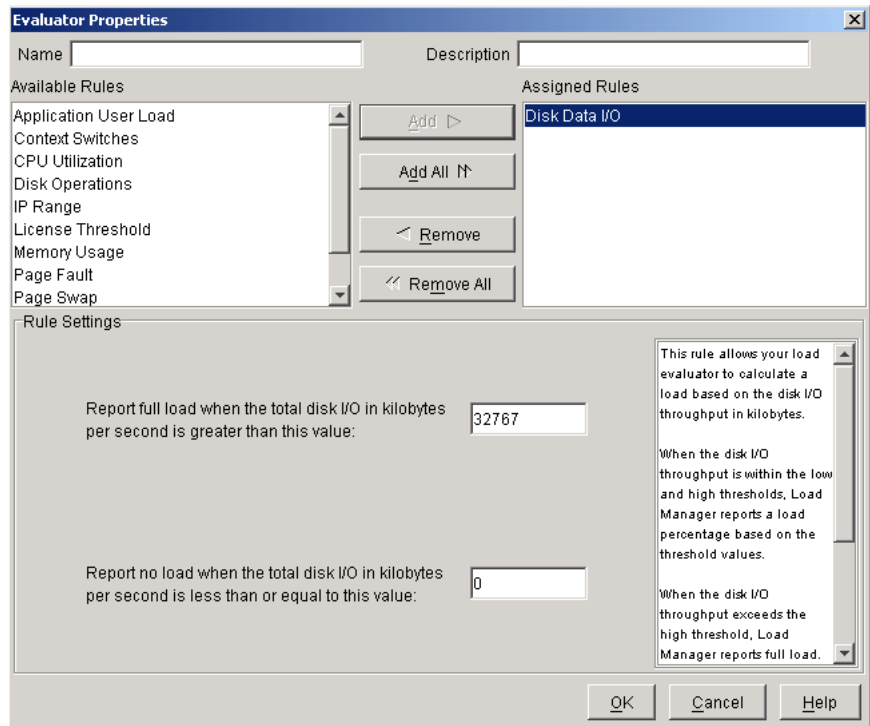 Evaluator Properties
Name
Description
Available Rules
Assigned Rules
Application User Load
Context Switches
CPU Utilization
Disk Operations
IP Range
License Threshold
Memory Usage
Page Fault
Page Swap
Add
Add All
Remove
Remove All
Disk Data I/O
Rule Settings
Report full load when the total disk I/O in kilobytes
per second is greater than this value:
32767
Report no load when the total disk I/O in kilobytes
per second is less than or equal to this value:
0
This rule allows your load
evaluator to calculate a
load based on the disk I/O
throughput in kilobytes.
When the disk I/O
throughput is within the low
and high thresholds, Load
Manager reports a load
percentage based on the
threshold values.
When the disk I/O
throughput exceeds the
high threshold, Load
Manager reports full load.
OK
Cancel
Help